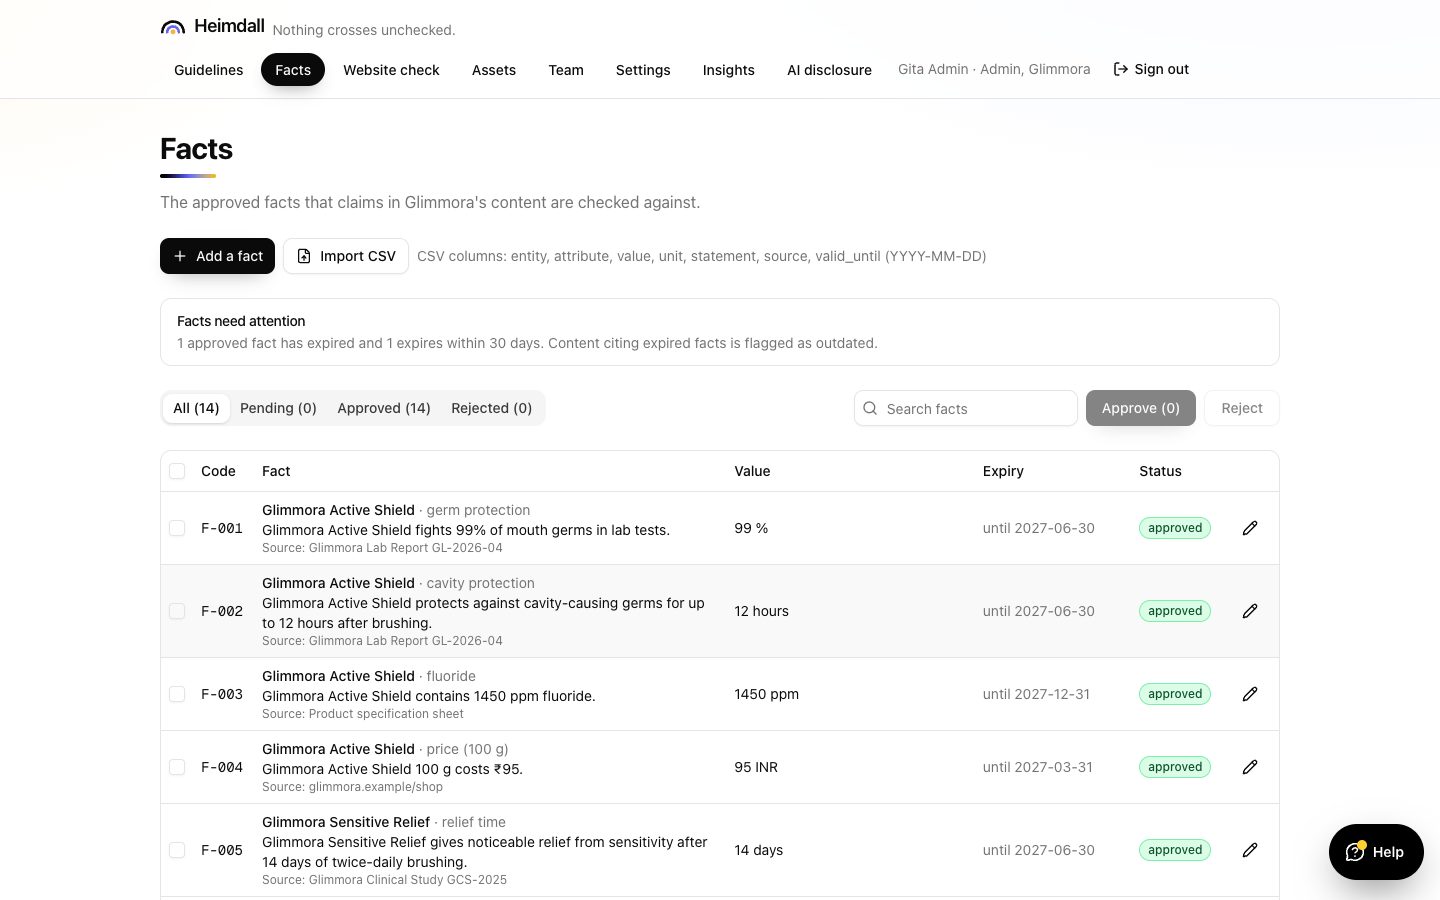 Heimdall Nothing crosses unchecked.
Guidelines Facts Website check Assets Team Settings Insights AI disclosure Gita Admin · Admin, Glimmora Sign out
Facts
The approved facts that claims in Glimmora's content are checked against.
Add a fact Import CSV CSV columns: entity, attribute, value, unit, statement, source, valid_until (YYYY-MM-DD)
Facts need attention
1 approved fact has expired and 1 expires within 30 days. Content citing expired facts is flagged as outdated.
All (14) Pending (0) Approved (14) Rejected (0) Search facts Approve (0) Reject
Code Fact Value Expiry Status
Glimmora Active Shield · germ protection
F-001 Glimmora Active Shield fights 99% of mouth germs in lab tests. 99 % until 2027-06-30 approved
Source: Glimmora Lab Report GL-2026-04
Glimmora Active Shield · cavity protection
F-002 Glimmora Active Shield protects against cavity-causing germs for up 12 hours until 2027-06-30 approved
to 12 hours after brushing.
Source: Glimmora Lab Report GL-2026-04
Glimmora Active Shield · fluoride
F-003 Glimmora Active Shield contains 1450 ppm fluoride. 1450 ppm until 2027-12-31 approved
Source: Product specification sheet
Glimmora Active Shield · price (100 g)
F-004 Glimmora Active Shield 100 g costs ₹95. 95 INR until 2027-03-31 approved
Source: glimmora.example/shop
Glimmora Sensitive Relief · relief time
F-005 Glimmora Sensitive Relief gives noticeable relief from sensitivity after 14 days until 2027-06-30 approved
14 days of twice-daily brushing.
Source: Glimmora Clinical Study GCS-2025
Help